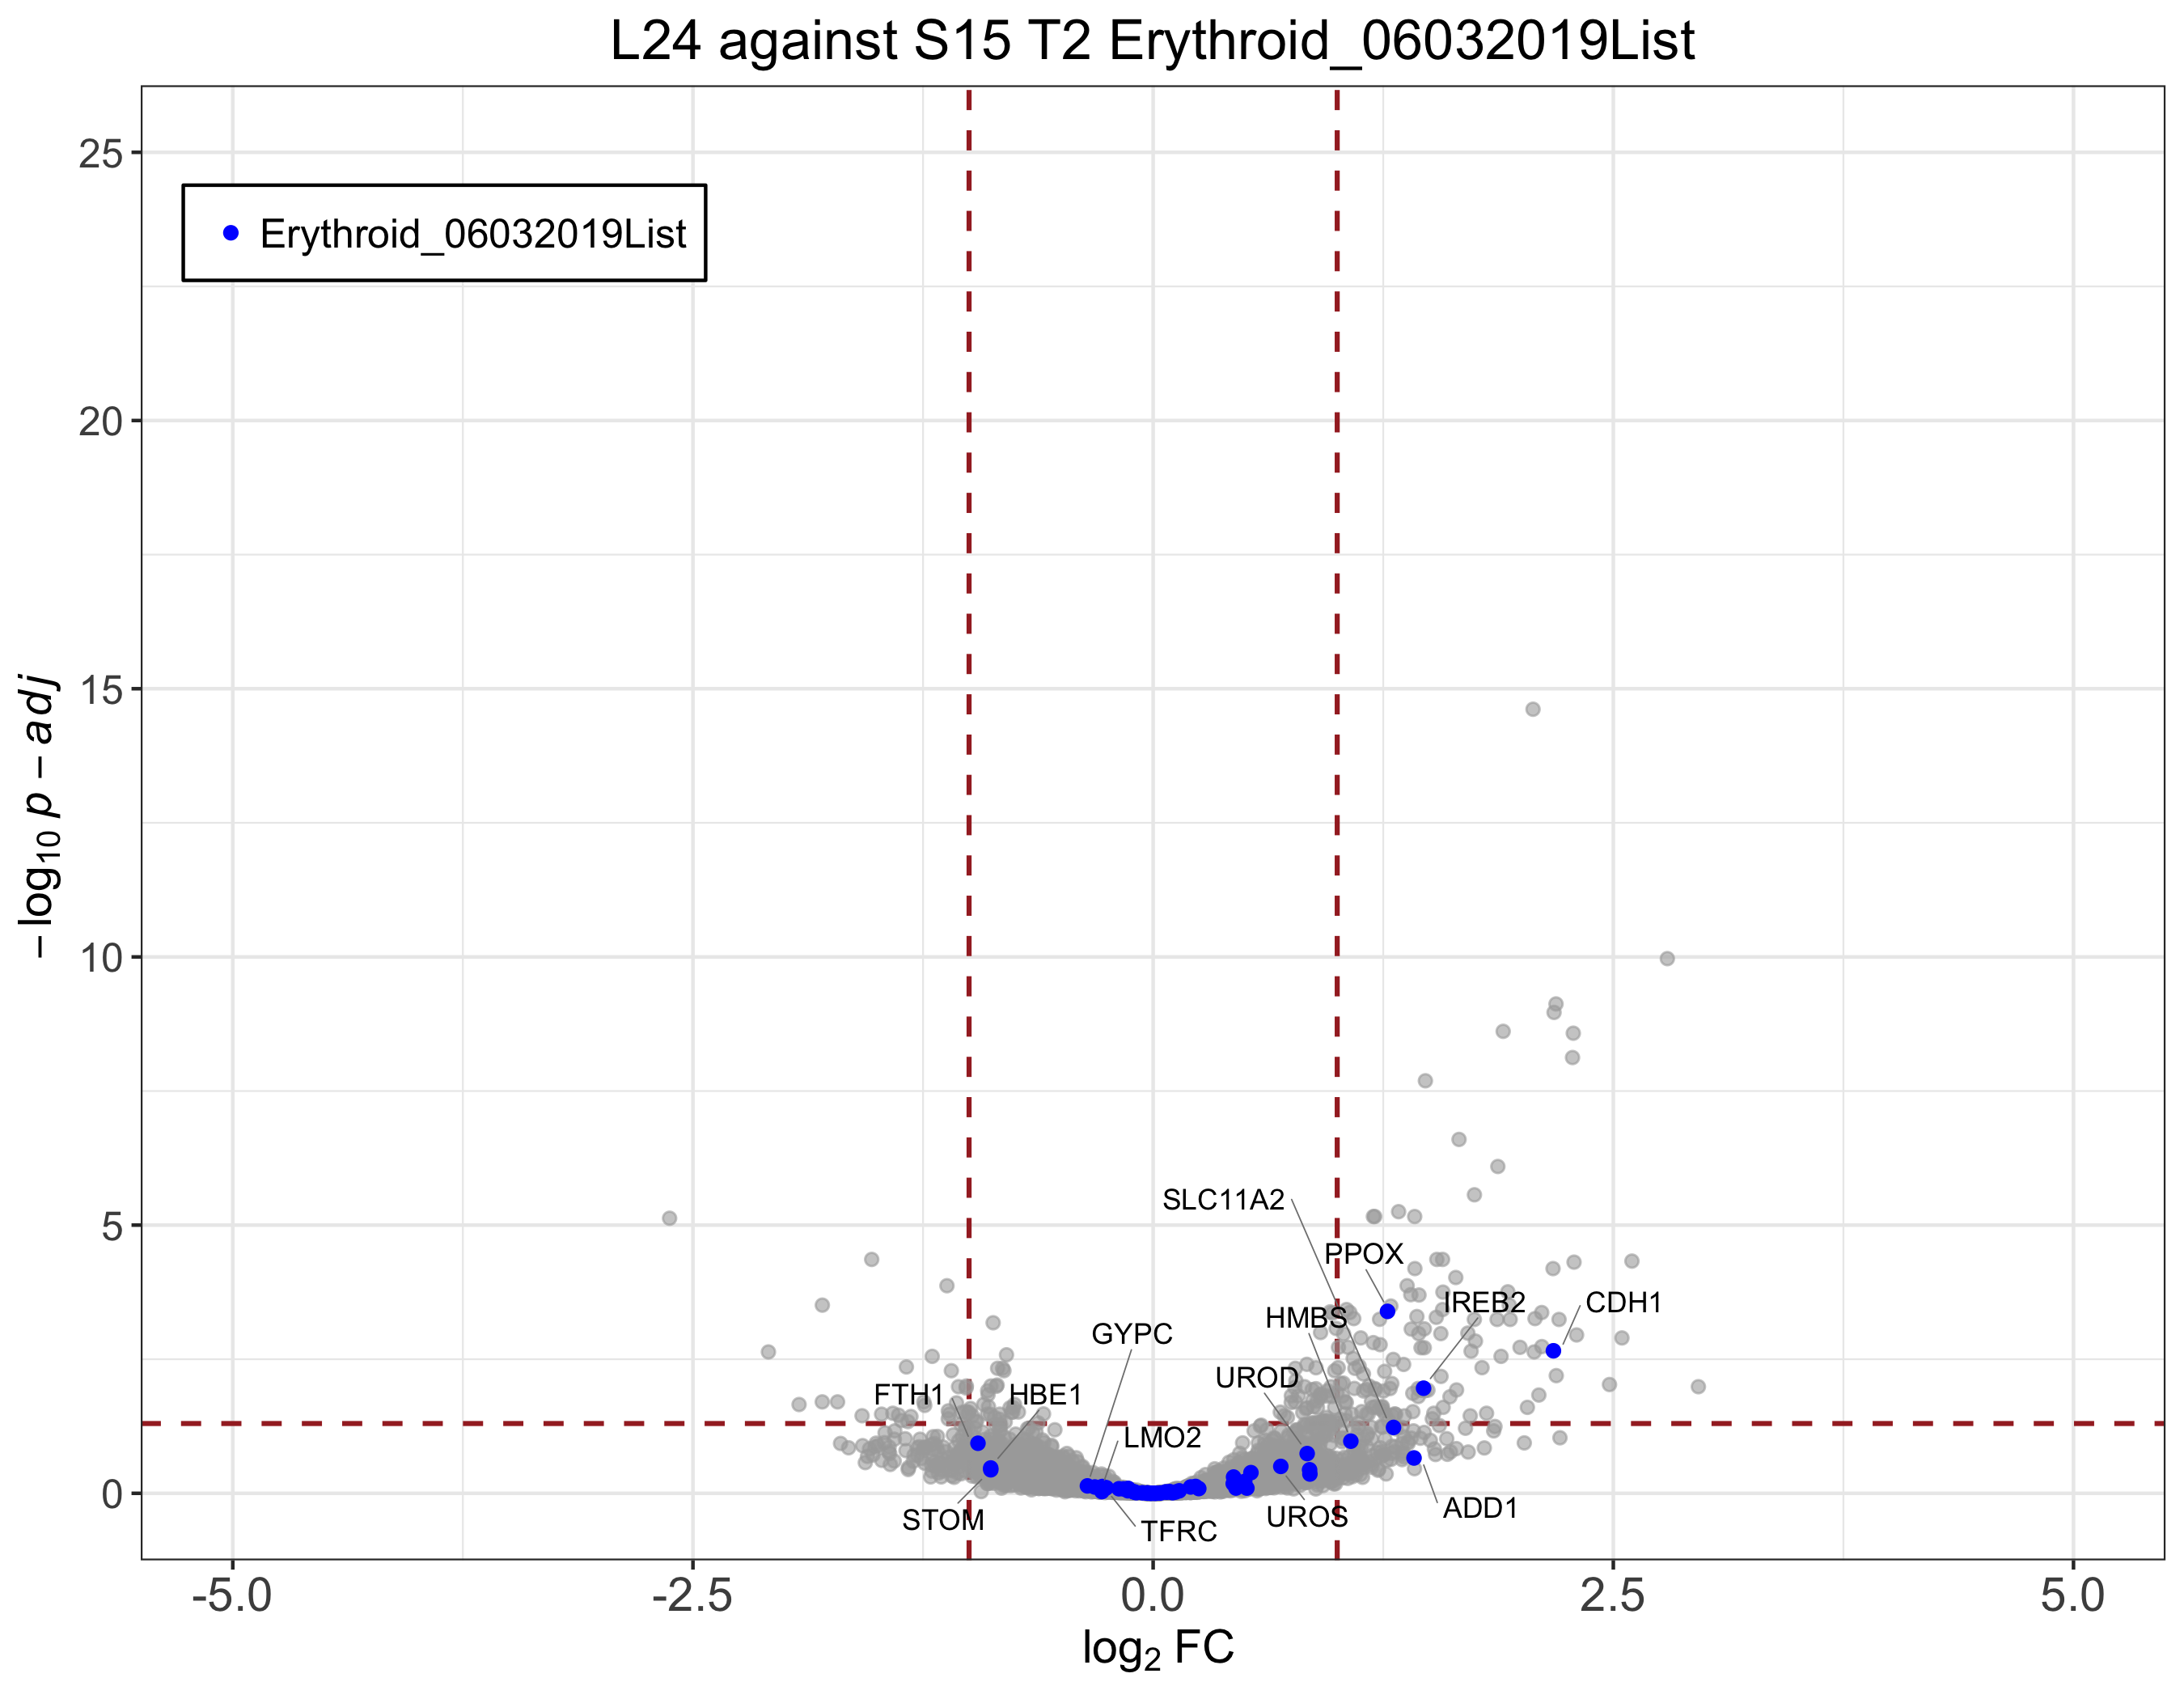 L24 against S15 T2 Erythroid_06032019List
25
Erythroid_06032019List
20
15
10
5
0
−log10 p − adj
SLC11A2
PPOX
IREB2
CDH1
HMBS
GYPC
UROD
FTH1
HBE1
LMO2
STOM
TFRC
UROS
ADD1
-5.0
-2.5
0.0
2.5
5.0
log2 FC